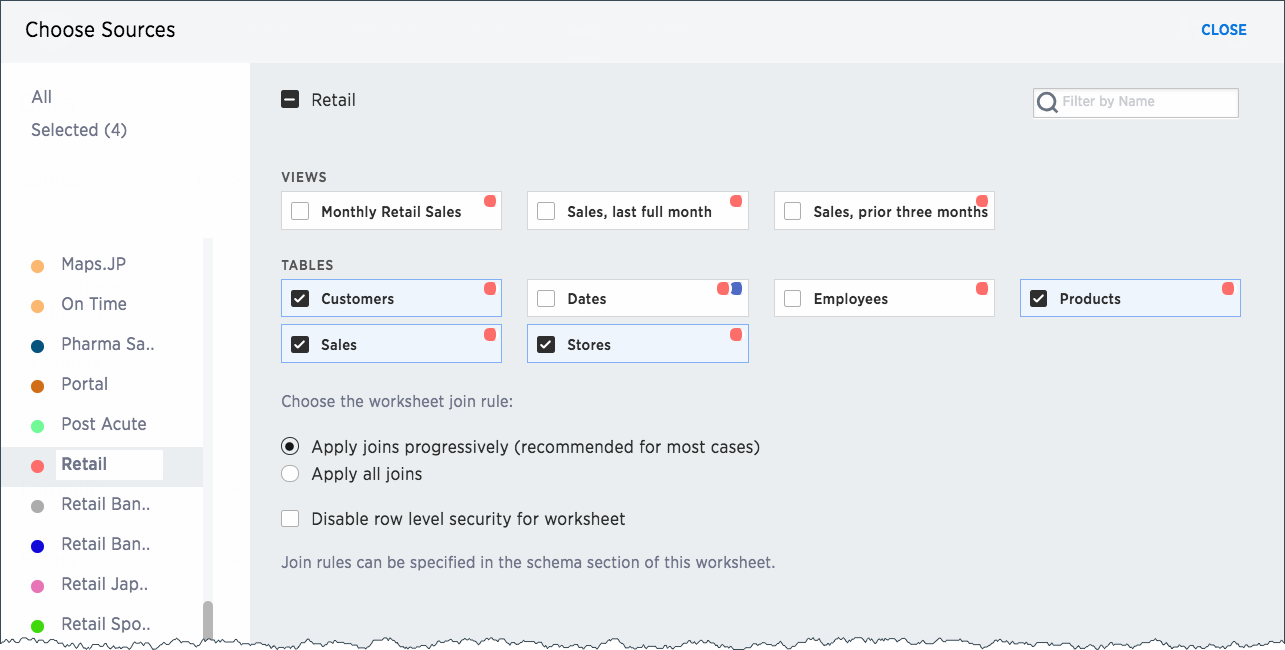 Choose Sources
CLOSE
All
Selected (4)
Maps.JP
On Time
Pharma Sa..
Portal
Post Acute
Retail
Retail Ban..
Retail Ban..
Retail Jap..
Retail Spo..
Retail
Filter by Name
VIEWS
Monthly Retail Sales
Sales, last full month
Sales, prior three months
TABLES
Customers
Dates
Employees
Products
Sales
Stores
Choose the worksheet join rule:
Apply joins progressively (recommended for most cases)
Apply all joins
Disable row level security for worksheet
Join rules can be specified in the schema section of this worksheet.